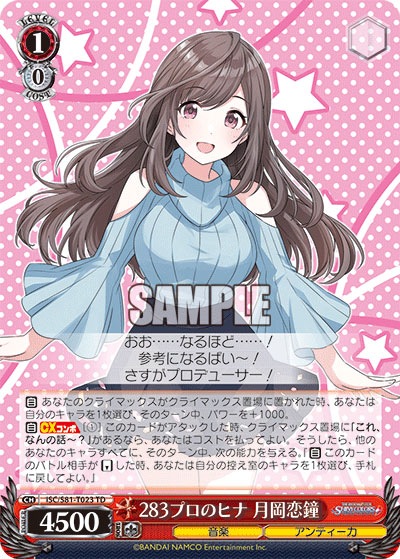 LEVEL
1
0
COST
SAMPLE
おお……なるほど……！
参考になるばい～！
さすがプロデューサー！
自 あなたのクライマックスがクライマックス置場に置かれた時、あなたは
自分のキャラを1枚選び、そのターン中、パワーを＋1000。
自 CXコンボ [①] このカードがアタックした時、クライマックス置場に「これ、
なんの話～？」があるなら、あなたはコストを払ってよい。そうしたら、他のあ
なたのキャラすべてに、そのターン中、次の能力を与える。『自 このカード
のバトル相手がした時、あなたは自分の控え室のキャラを1枚選び、手札
に戻してよい。』
ISC/S81-T023 TD
4500
283プロのヒナ 月岡恋鐘
SHINY COLORS
音楽
アンティーカ
©BANDAI NAMCO Entertainment Inc.